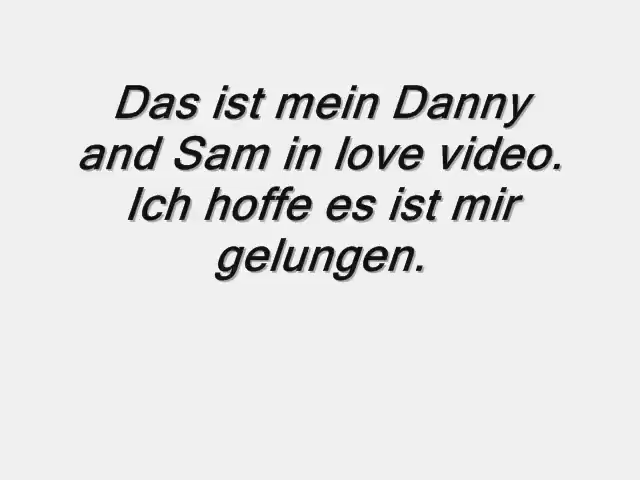 Das ist mein Danny
and Sam in love video.
Ich hoffe es ist mir
gelungen.